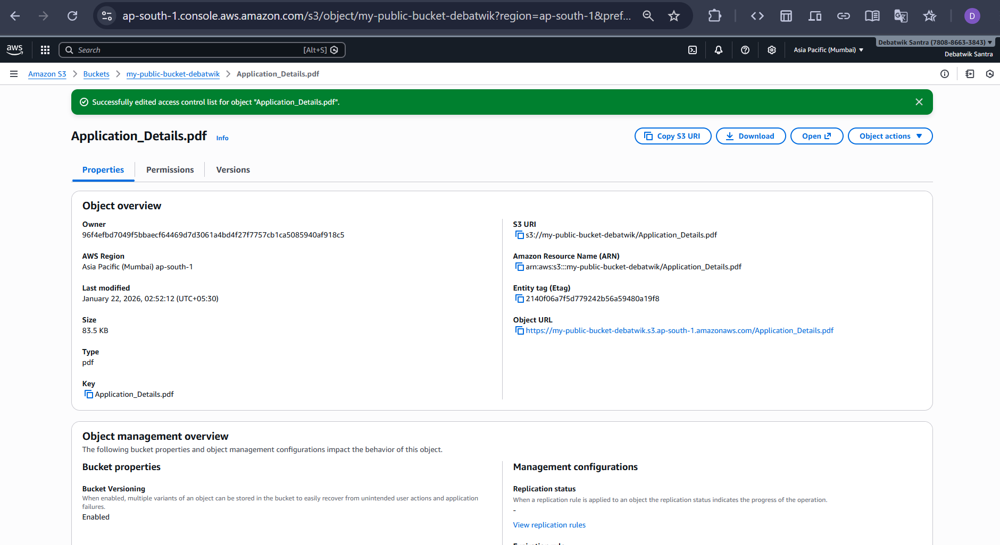 ap-south-1.console.aws.amazon.com/s3/object/my-public-bucket-debatwik?region=ap-south-1&pref...
D
aws
Search
[Alt+S]
Asia Pacific (Mumbai)
Debatwik Santra (7808-8663-3843)
Debatwik Santra
Amazon S3
Buckets
my-public-bucket-debatwik
Application_Details.pdf
Successfully edited access control list for object "Application_Details.pdf".
Application_Details.pdf
Info
Copy S3 URI
Download
Open
Object actions
Properties
Permissions
Versions
Object overview
Owner
96f4efbd7049f5bbaecf64469d7d3061a4bd4f27f7757cb1ca5085940af918c5
AWS Region
Asia Pacific (Mumbai) ap-south-1
Last modified
January 22, 2026, 02:52:12 (UTC+05:30)
Size
83.5 KB
Type
pdf
Key
Application_Details.pdf
S3 URI
s3://my-public-bucket-debatwik/Application_Details.pdf
Amazon Resource Name (ARN)
arn:aws:s3:::my-public-bucket-debatwik/Application_Details.pdf
Entity tag (Etag)
2140f06a7f5d779242b56a59480a19f8
Object URL
https://my-public-bucket-debatwik.s3.ap-south-1.amazonaws.com/Application_Details.pdf
Object management overview
The following bucket properties and object management configurations impact the behavior of this object.
Bucket properties
Bucket Versioning
When enabled, multiple variants of an object can be stored in the bucket to easily recover from unintended user actions and application
failures.
Enabled
Management configurations
Replication status
When a replication rule is applied to an object the replication status indicates the progress of the operation.
-
View replication rules